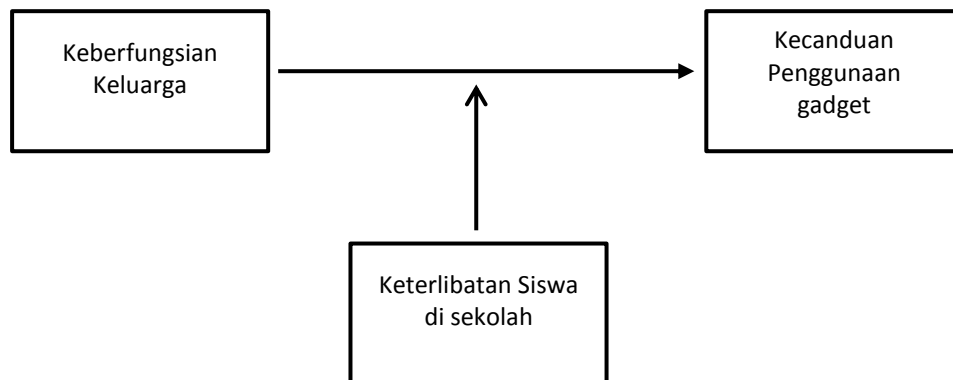 Keberfungsian
Keluarga
Kecanduan
Penggunaan
gadget
Keterlibatan Siswa
di sekolah